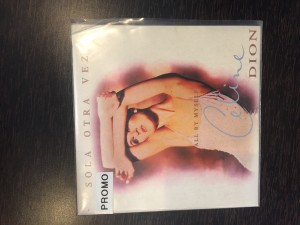 SOLA OTRA VEZ
ALL BY MYSELF
Celine
DION
PROMO